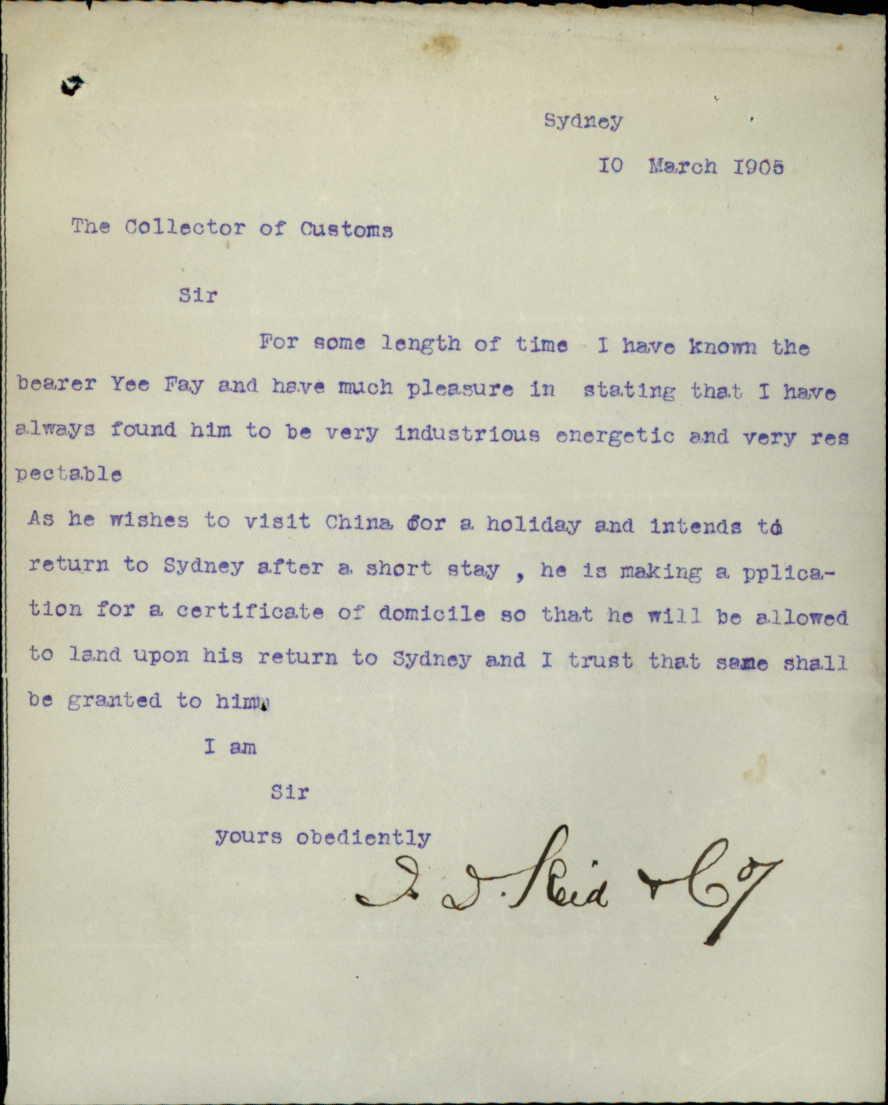 Sydney
10 March 1905
The Collector of Customs
Sir
For some length of time I have known the
bearer Yee Fay and have much pleasure in stating that I have
always found him to be very industrious energetic and very res
pectable
As he wishes to visit China for a holiday and intends to
return to Sydney after a short stay , he is making a pplica-
tion for a certificate of domicile so that he will be allowed
to land upon his return to Sydney and I trust that same shall
be granted to him.
I am
Sir
yours obediently
D. Reid & Coy